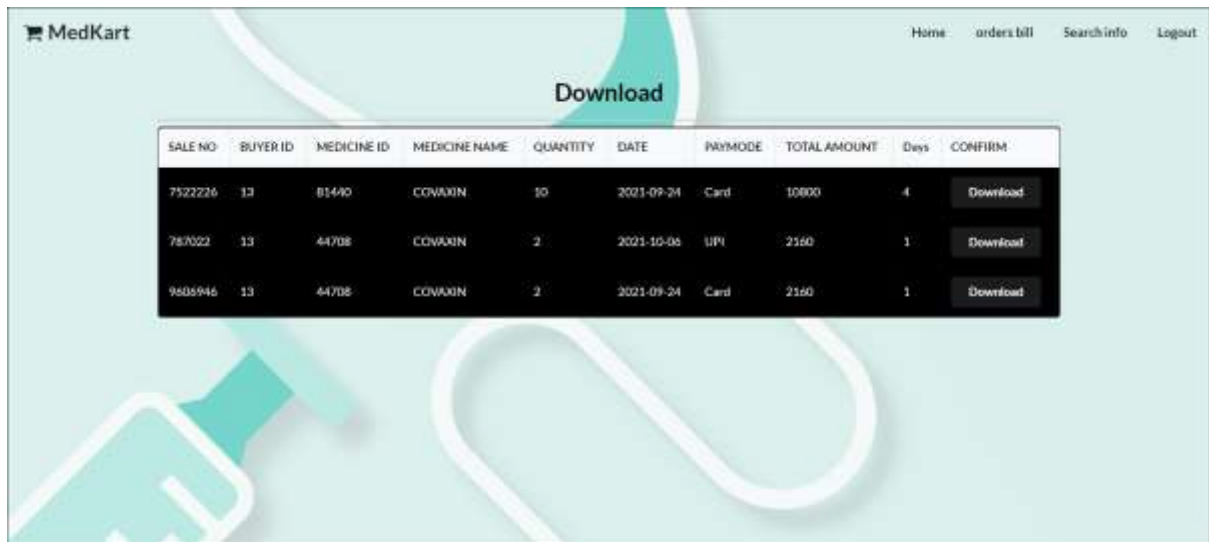 MedKart Home orders bill Search info Logout
Download
SALE NO BUYER ID MEDICINE ID MEDICINE NAME QUANTITY DATE PAYMODE TOTAL AMOUNT Days CONFIRM
7522226 13 81440 COVAXIN 10 2021-09-24 Card 10800 4 Download
787022 13 44708 COVAXIN 2 2021-10-06 UPI 2160 1 Download
9606946 13 44708 COVAXIN 2 2021-09-24 Card 2160 1 Download